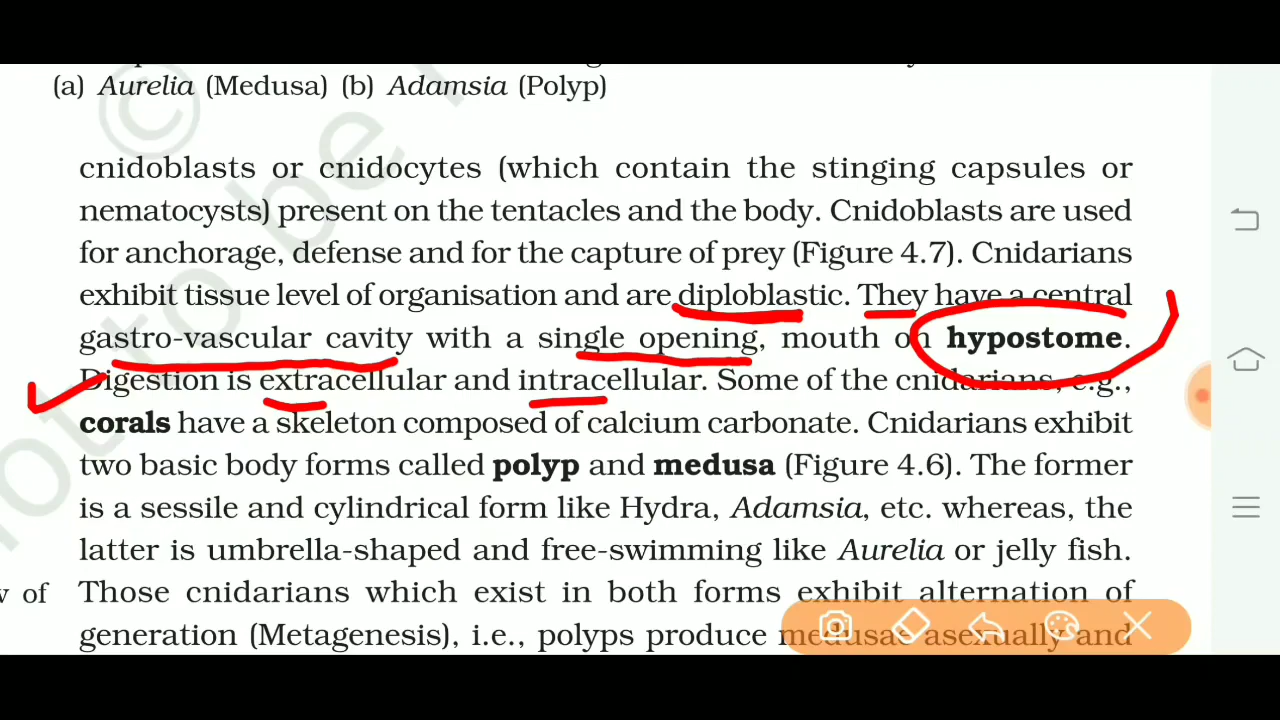 (a) Aurelia (Medusa) (b) Adamsia (Polyp)
cnidoblasts or cnidocytes (which contain the stinging capsules or
nematocysts) present on the tentacles and the body. Cnidoblasts are used
for anchorage, defense and for the capture of prey (Figure 4.7). Cnidarians
exhibit tissue level of organisation and are diploblastic. They have a central
gastro-vascular cavity with a single opening, mouth on hypostome.
Digestion is extracellular and intracellular. Some of the cnidarians, e.g.,
corals have a skeleton composed of calcium carbonate. Cnidarians exhibit
two basic body forms called polyp and medusa (Figure 4.6). The former
is a sessile and cylindrical form like Hydra, Adamsia, etc. whereas, the
latter is umbrella-shaped and free-swimming like Aurelia or jelly fish.
of Those cnidarians which exist in both forms exhibit alternation of
generation (Metagenesis), i.e., polyps produce medusae asexually and
© not to be